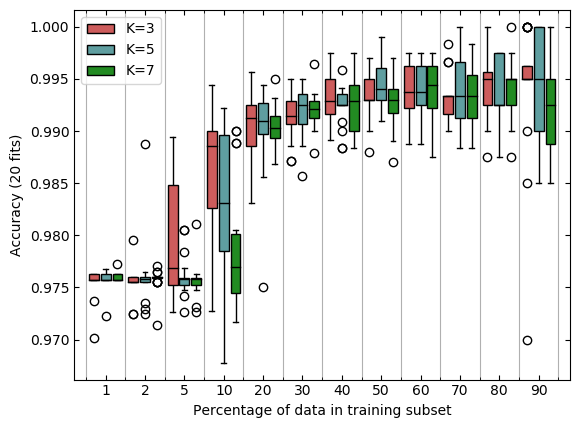 K=3
K=5
K=7
Accuracy (20 fits)
1.000
0.995
0.990
0.985
0.980
0.975
0.970
1 2 5 10 20 30 40 50 60 70 80 90
Percentage of data in training subset